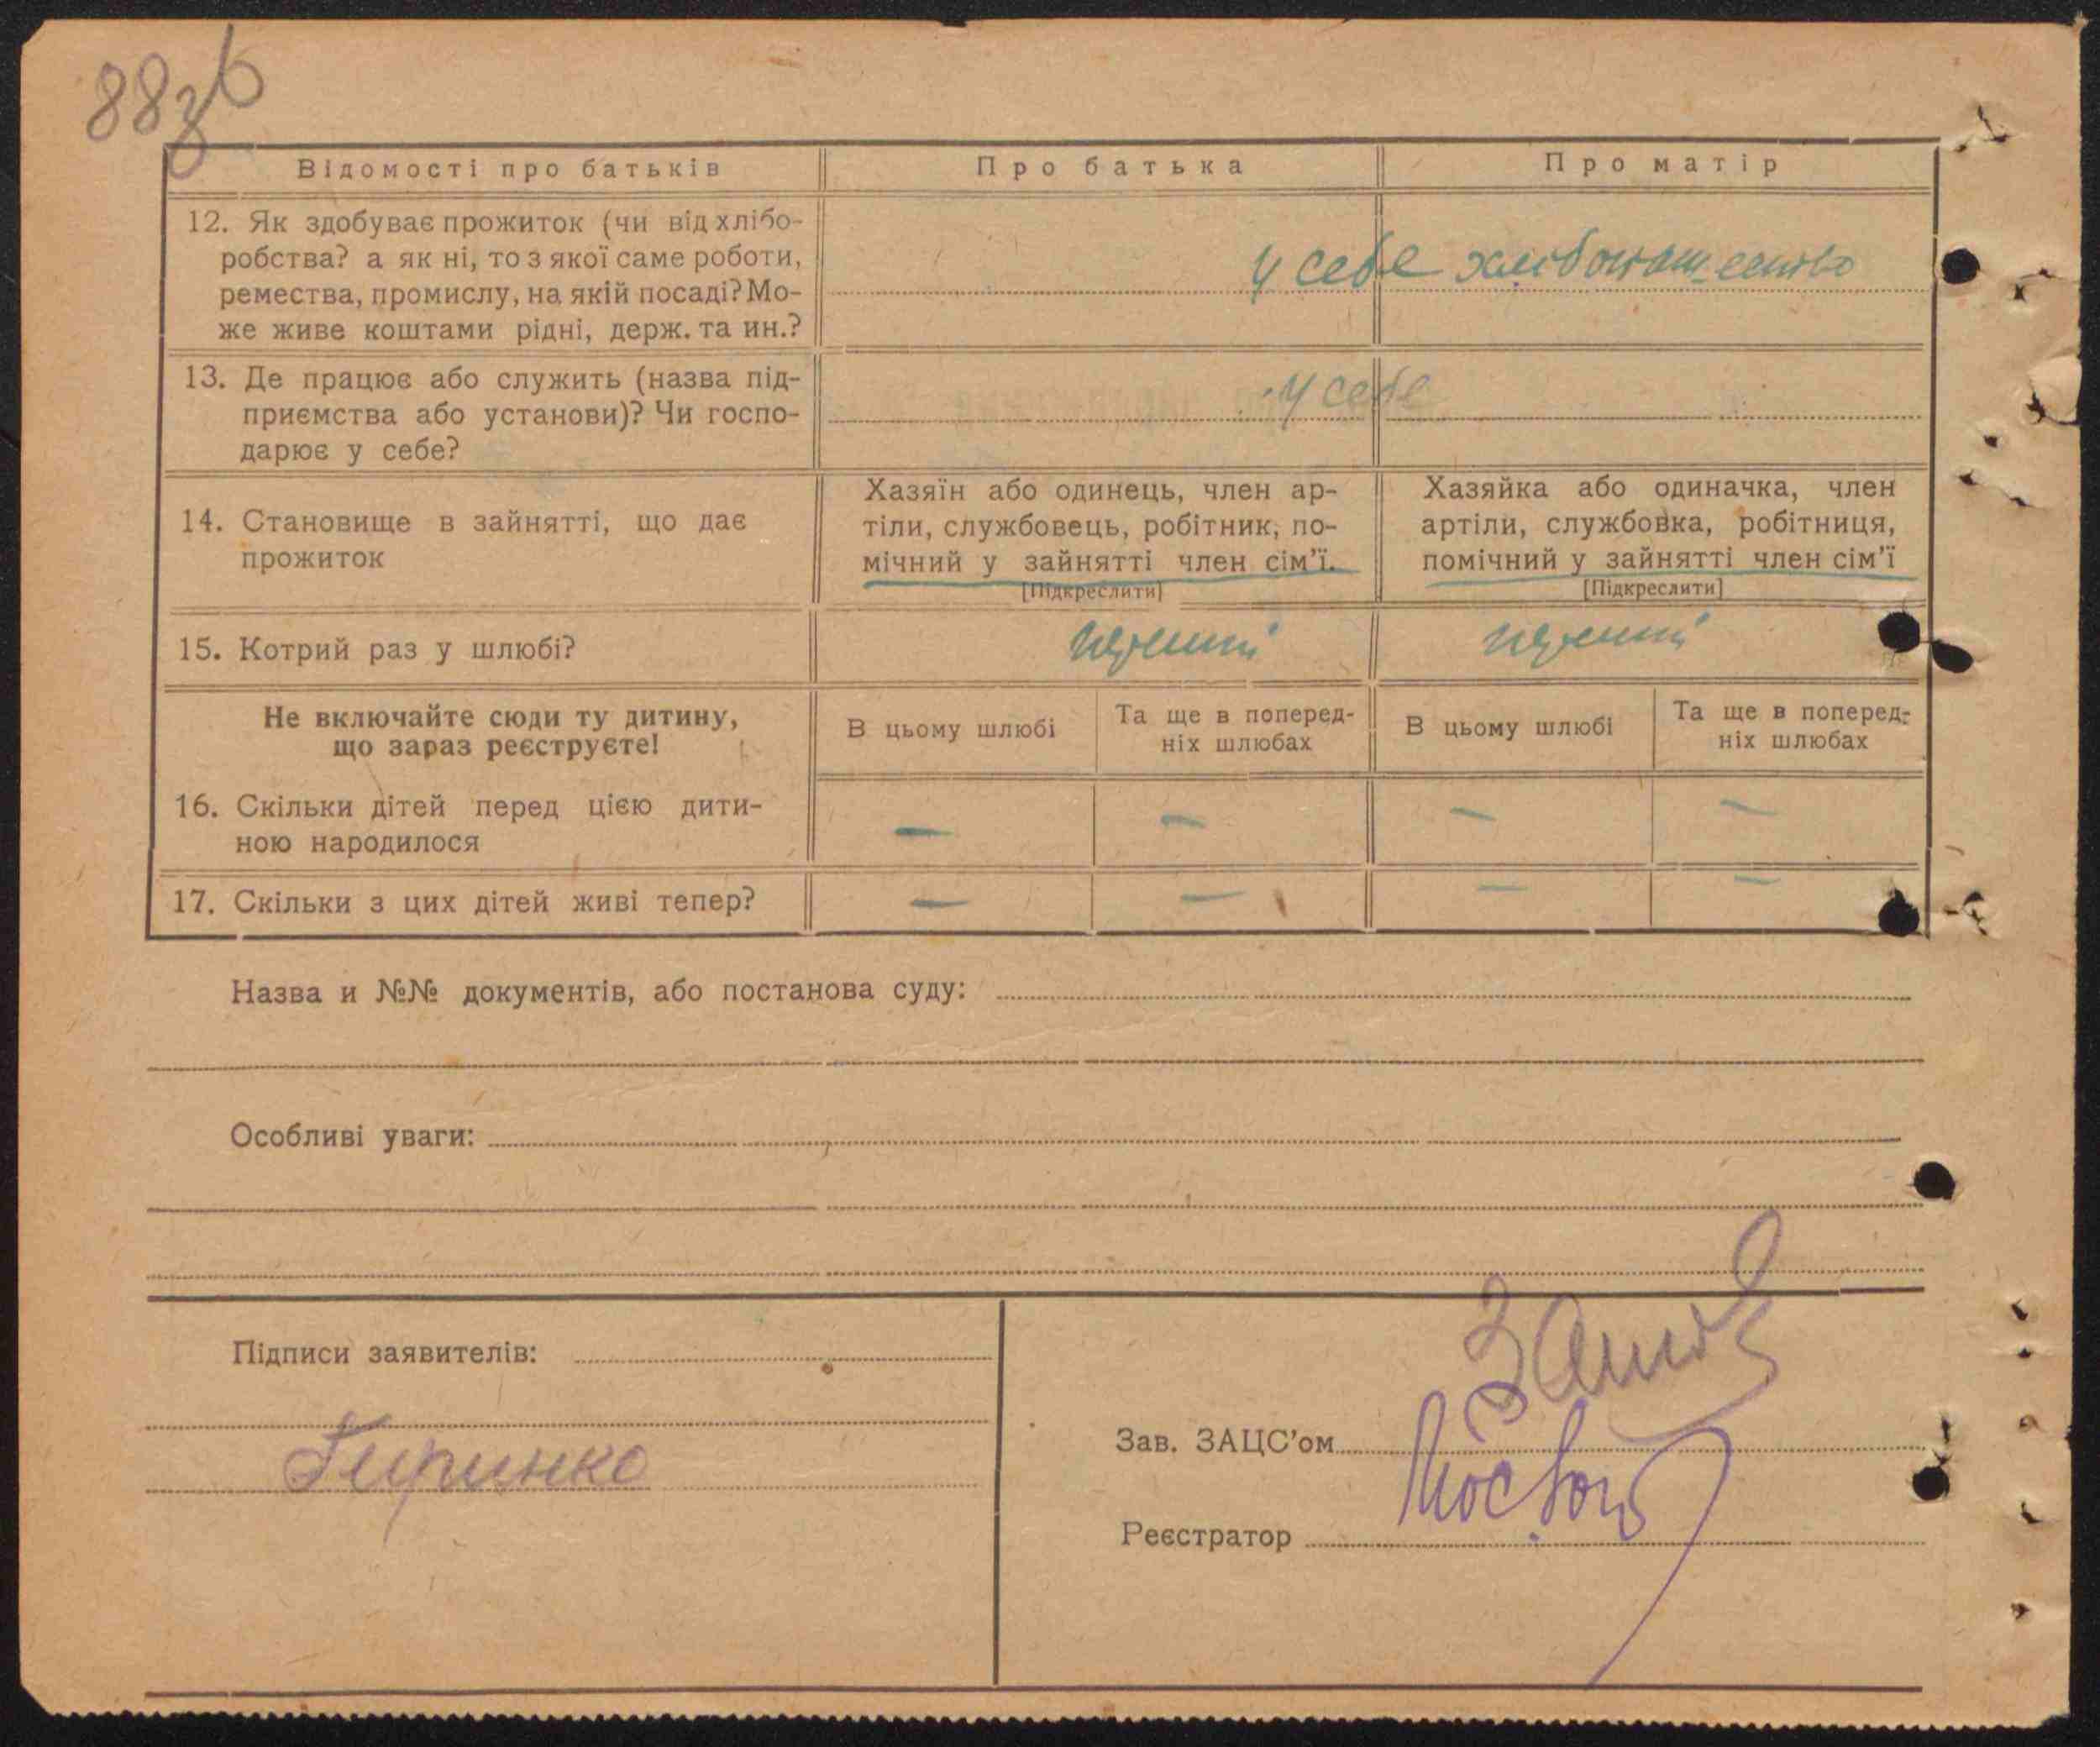 88зв
Відомості про батьків
Про батька
Про матір
12. Як здобуває прожиток (чи від хлібо-
робства? а як ні, то з якої саме роботи,
ремества, промислу, на якій посаді? Мо-
же живе коштами рідні, держ. та ин.?
у себе хлібопашество
13. Де працює або служить (назва під-
приємства або установи)? Чи госпо-
дарює у себе?
у себе
14. Становище в зайнятті, що дає
прожиток
Хазяїн або одинець, член ар-
тіли, службовець, робітник, по-
мічний у зайнятті член сім’ї.
[Підкреслити]
Хазяйка або одиначка, член
артіли, службовка, робітниця,
помічний у зайнятті член сім’ї
[Підкреслити]
15. Котрий раз у шлюбі?
перший
перший
Не включайте сюди ту дитину,
що зараз реєструєте!
В цьому шлюбі
Та ще в поперед-
ніх шлюбах
В цьому шлюбі
Та ще в поперед-
ніх шлюбах
16. Скільки дітей перед цією дити-
ною народилося
— — — —
17. Скільки з цих дітей живі тепер?
— — — —
Назва и №№ документів, або постанова суду:
Особливі уваги:
Підписи заявителів:
Зав. ЗАЦС’ом
Реєстратор